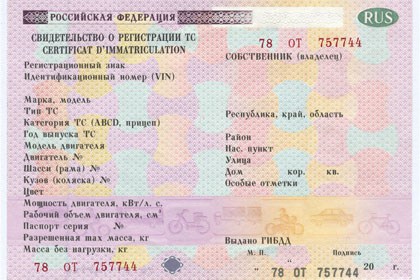 РОССИЙСКАЯ ФЕДЕРАЦИЯ
RUS
СВИДЕТЕЛЬСТВО О РЕГИСТРАЦИИ ТС
CERTIFICAT D'IMMATRICULATION
78 ОТ 757744
Регистрационный знак
Идентификационный номер (VIN)
Марка, модель
Тип ТС
Категория ТС (ABCD, прицеп)
Год выпуска ТС
Модель двигателя
Двигатель №
Шасси (рама) №
Кузов (коляска) №
Цвет
Мощность двигателя, кВт/л. с.
Рабочий объем двигателя, см³
Паспорт серия №
Разрешенная max масса, кг
Масса без нагрузки, кг
78 ОТ 757744
СОБСТВЕННИК (владелец)
Республика, край, область
Район
Нас. пункт
Улица
Дом кор. кв.
Особые отметки
Выдано ГИБДД
М. П. Подпись
" " 20 г.
78 ОТ 757744